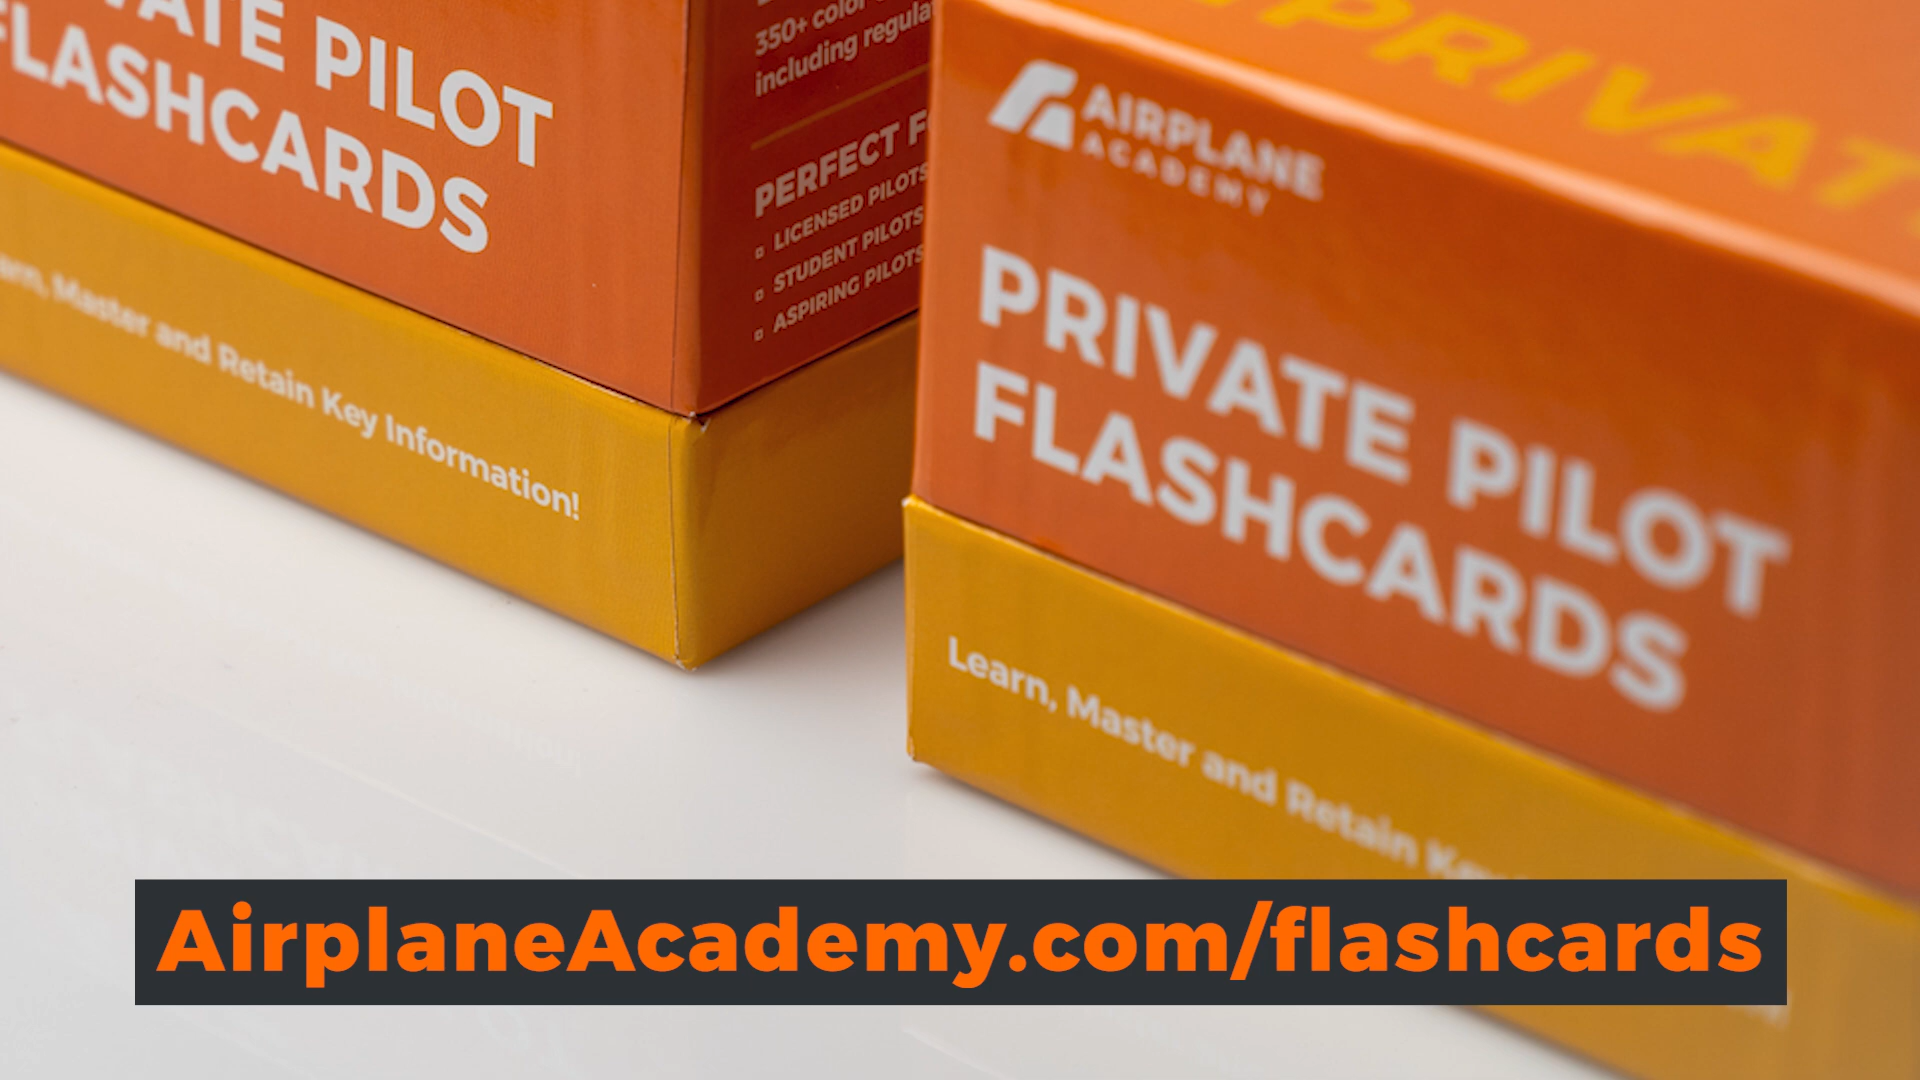 PILOT
FLASHCARDS
Master and Retain Key Information!
350+ color
including
PERFECT
LICENSED PILOTS
STUDENT PILOTS
ASPIRING PILOTS
AIRPLANE
ACADEMY
PRIVATE PILOT
FLASHCARDS
Learn, Master and Retain
AirplaneAcademy.com/flashcards